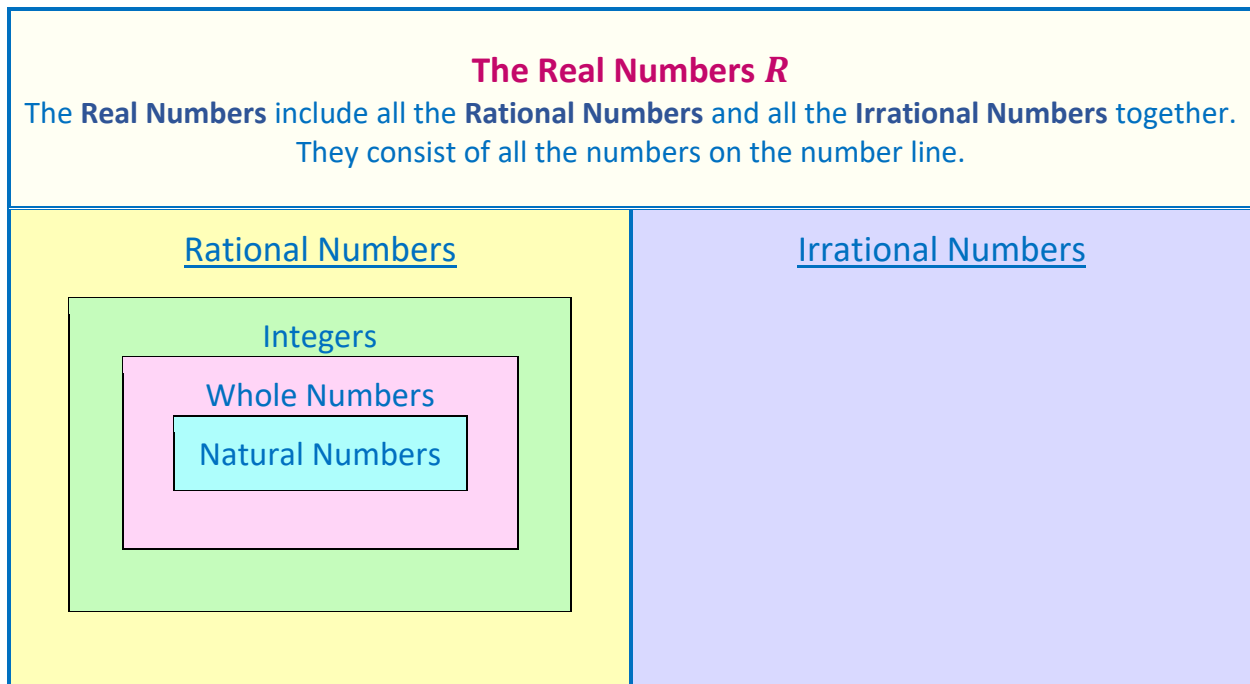 The Real Numbers R
The Real Numbers include all the Rational Numbers and all the Irrational Numbers together.
They consist of all the numbers on the number line.
Rational Numbers
Irrational Numbers
Integers
Whole Numbers
Natural Numbers